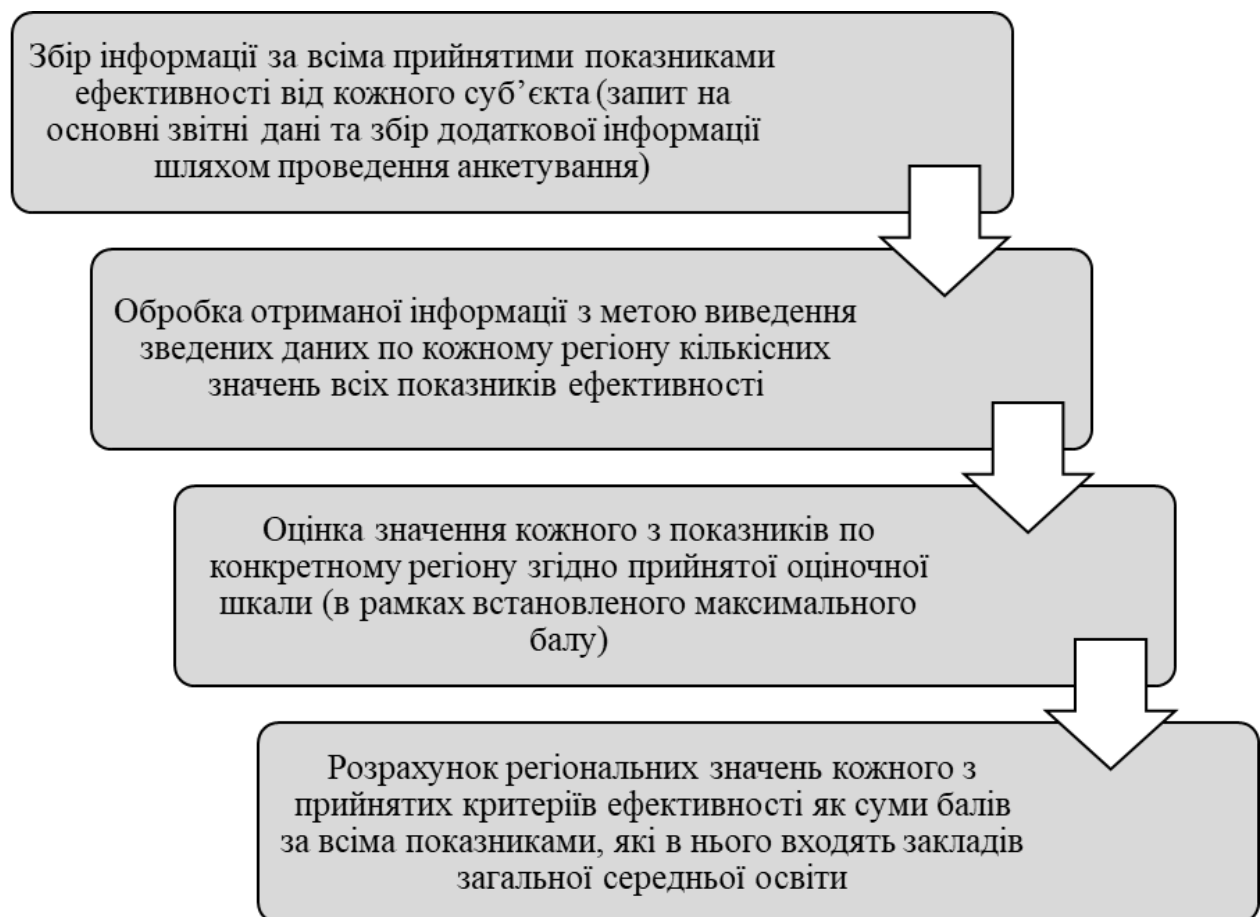 Збір інформації за всіма прийнятими показниками
ефективності від кожного суб’єкта (запит на
основні звітні дані та збір додаткової інформації
шляхом проведення анкетування)
Обробка отриманої інформації з метою виведення
зведених даних по кожному регіону кількісних
значень всіх показників ефективності
Оцінка значення кожного з показників по
конкретному регіону згідно прийнятої оціночної
шкали (в рамках встановленого максимального
балу)
Розрахунок регіональних значень кожного з
прийнятих критеріїв ефективності як суми балів
за всіма показниками, які в нього входять закладів
загальної середньої освіти